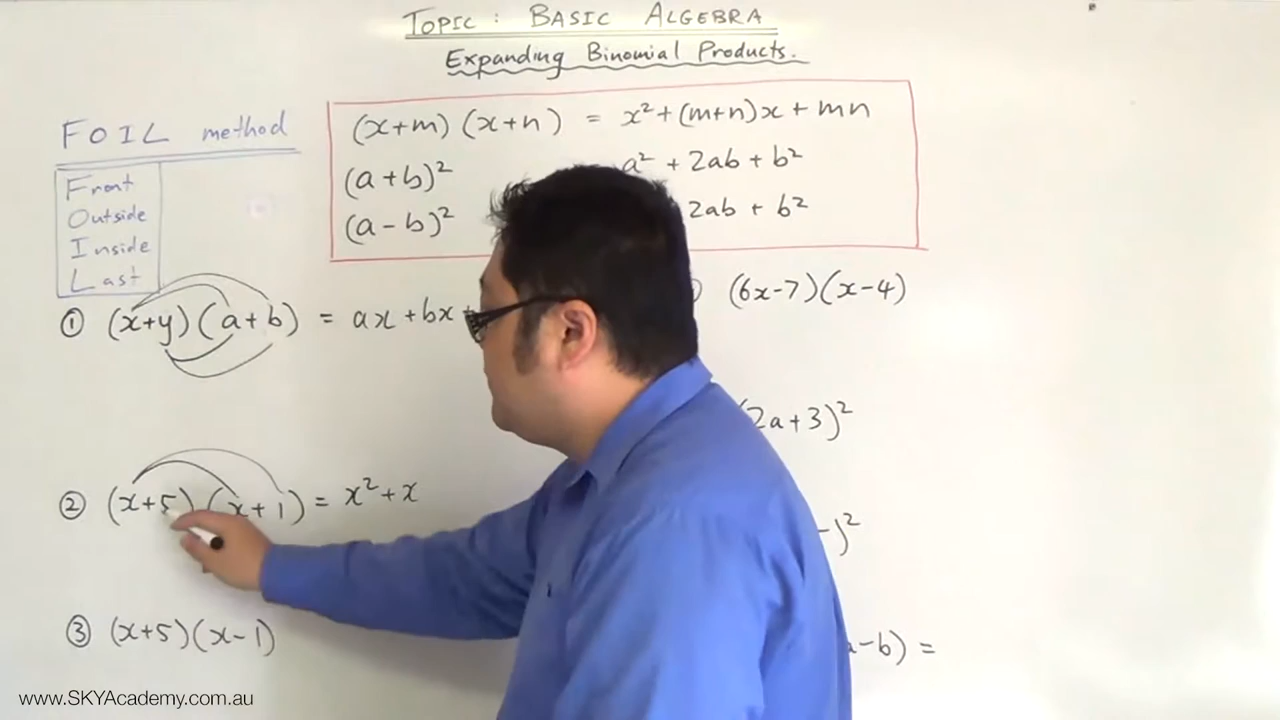 TOPIC : BASIC ALGEBRA
Expanding Binomial Products.
FOIL method
Front
Outside
Inside
Last
(x+m)(x+n) = x²+(m+n)x + mn
(a+b)² a² + 2ab + b²
(a-b)² 2ab + b²
① (x+y)(a+b) = ax+bx+
② (x+5)(x+1) = x²+x
③ (x+5)(x-1)
(6x-7)(x-4)
(2a+3)²
-)²
-b) =
www.SKYAcademy.com.au